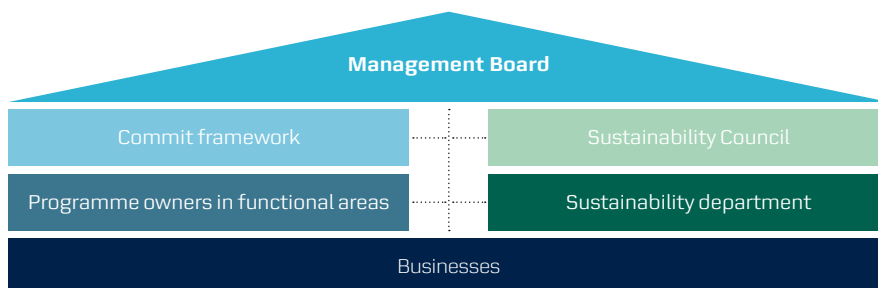 Management Board
Commit framework
Sustainability Council
Programme owners in functional areas
Sustainability department
Businesses